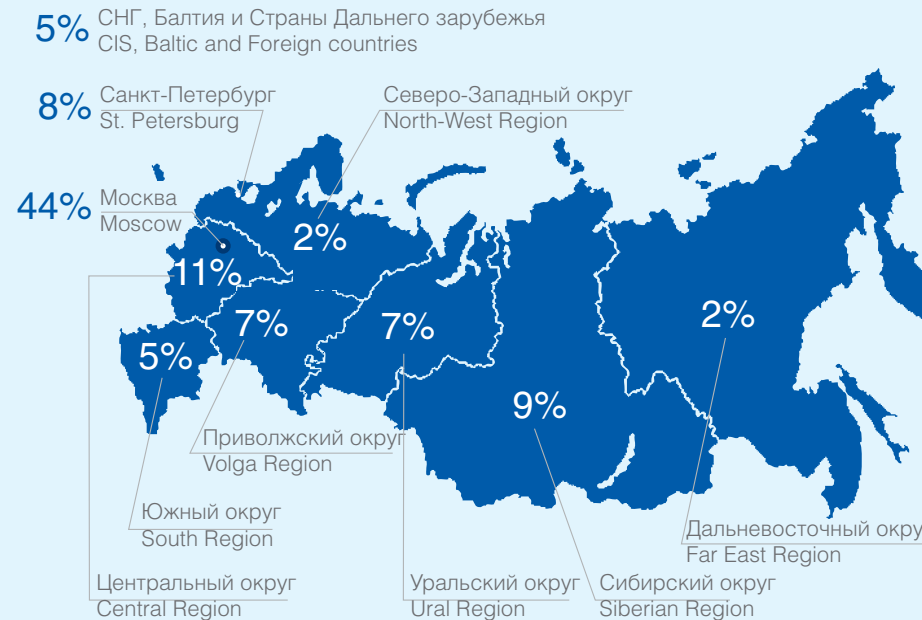 5% СНГ, Балтия и Страны Дальнего зарубежья
CIS, Baltic and Foreign countries
8% Санкт-Петербург
St. Petersburg
Северо-Западный округ
North-West Region
44% Москва
Moscow
2%
11%
7%
7%
2%
5%
9%
Приволжский округ
Volga Region
Южный округ
South Region
Дальневосточный окру
Far East Region
Центральный округ
Central Region
Уральский округ
Ural Region
Сибирский округ
Siberian Region